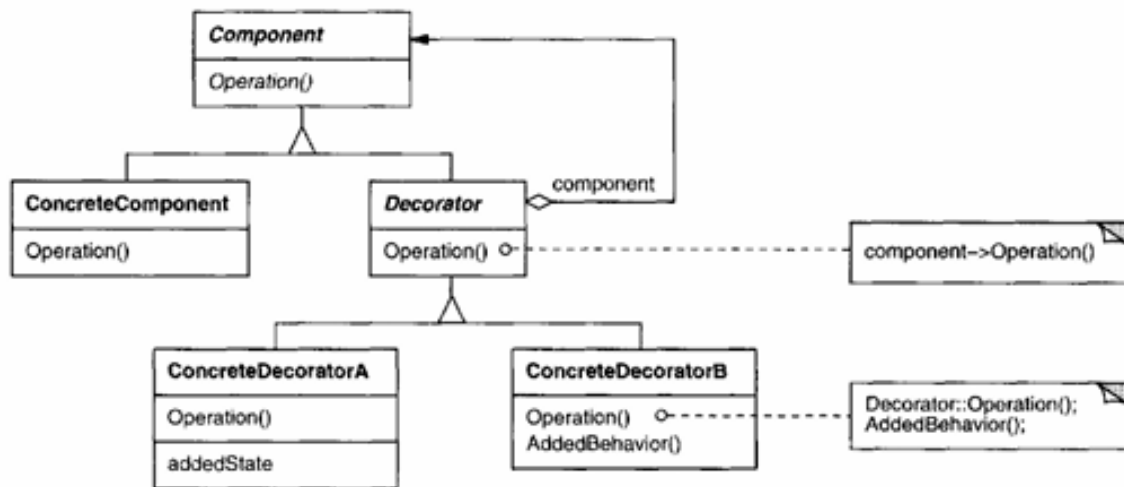 Component
Operation()
component
ConcreteComponent
Operation()
Decorator
Operation()
component->Operation()
ConcreteDecoratorA
Operation()
addedState
ConcreteDecoratorB
Operation()
AddedBehavior()
Decorator::Operation();
AddedBehavior();